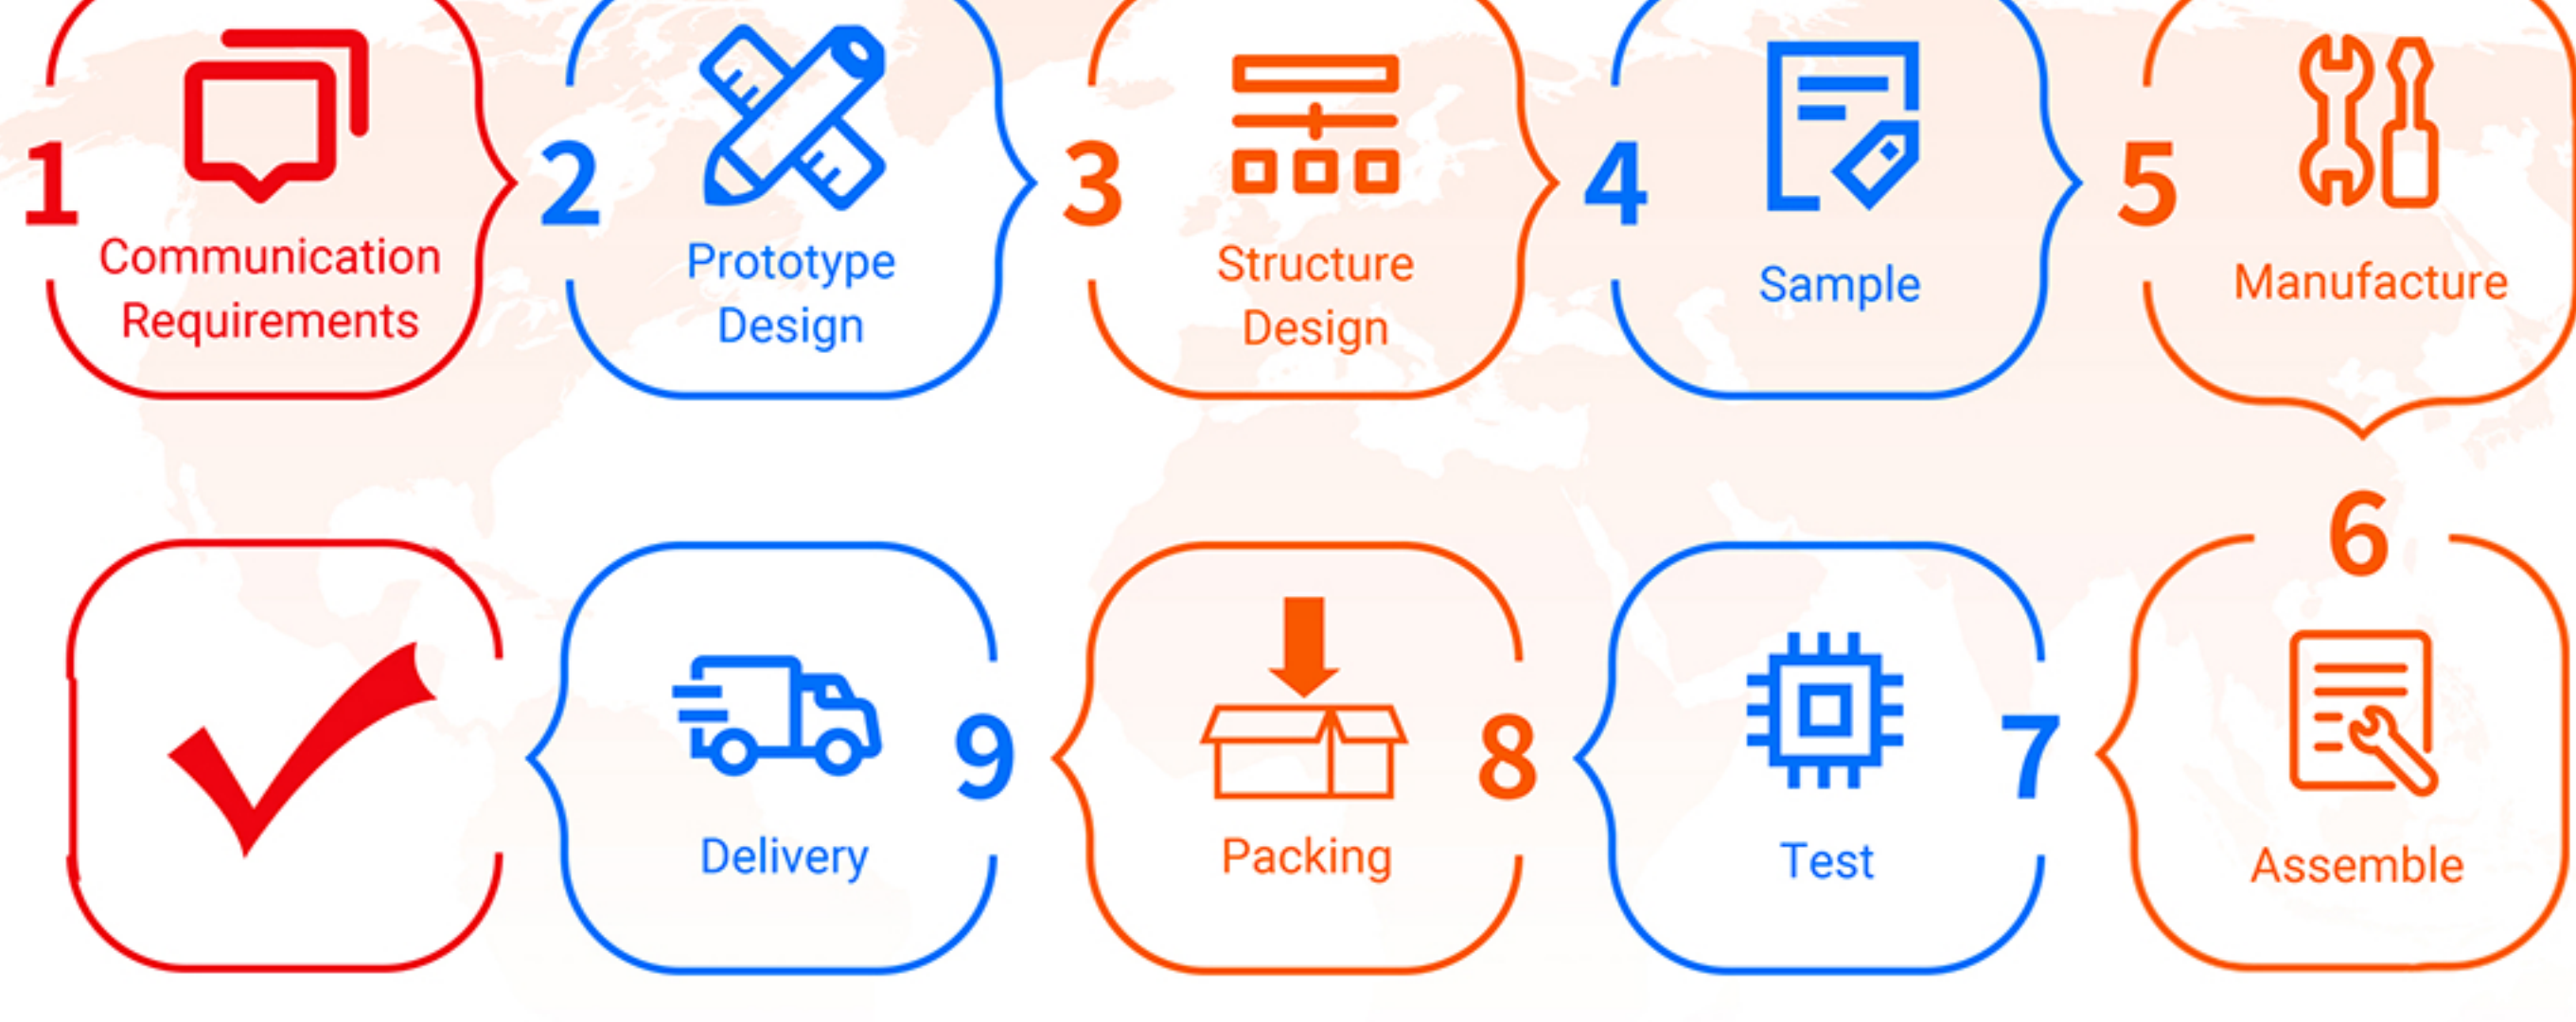 1
Communication
Requirements
2
Prototype
Design
3
Structure
Design
4
Sample
5
Manufacture
6
Assemble
7
Test
8
Packing
9
Delivery